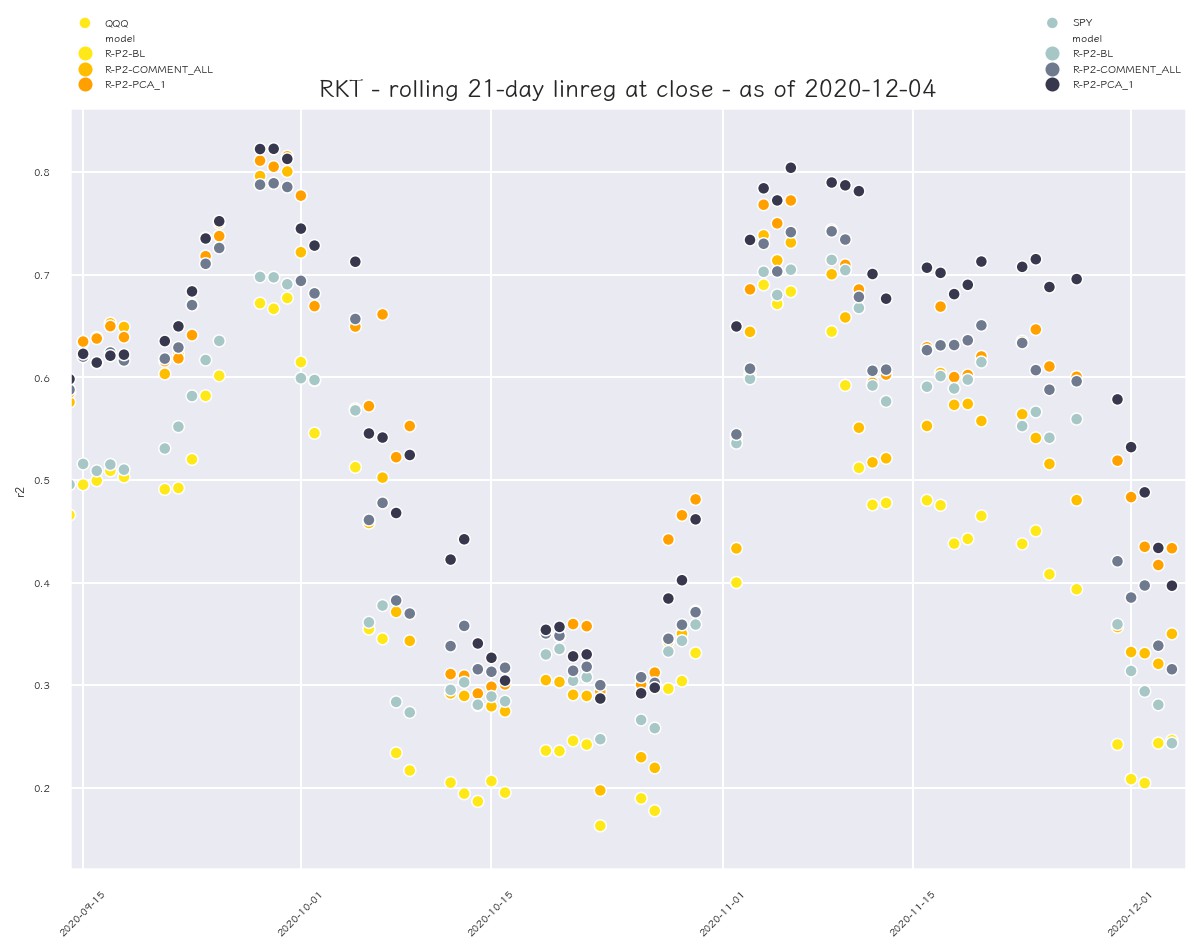 QQQ
model
R-P2-BL
R-P2-COMMENT_ALL
R-P2-PCA_1
SPY
model
R-P2-BL
R-P2-COMMENT_ALL
R-P2-PCA_1
RKT - rolling 21-day linreg at close - as of 2020-12-04
0.8
0.7
0.6
0.5
0.4
0.3
0.2
r2
2020-09-15
2020-10-01
2020-10-15
2020-11-01
2020-11-15
2020-12-01